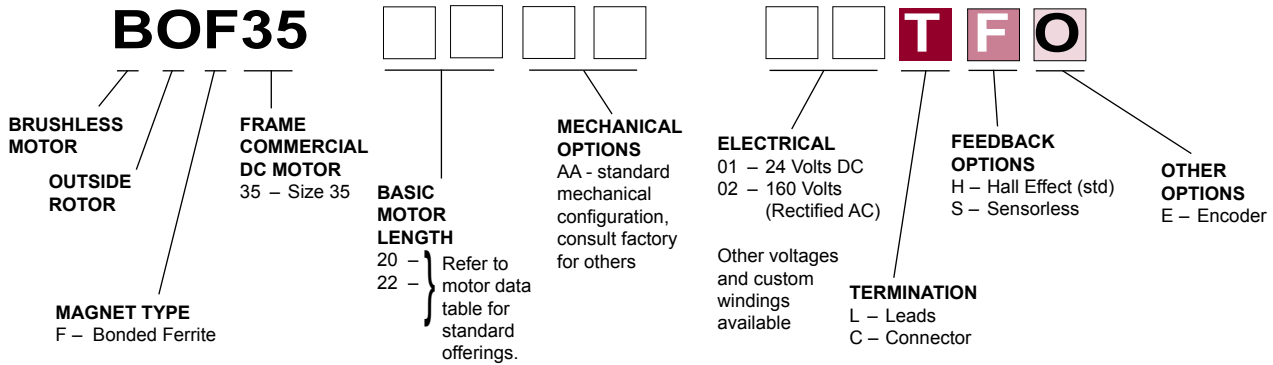 BOF35 T F O
BRUSHLESS
MOTOR
OUTSIDE
ROTOR
MAGNET TYPE
F – Bonded Ferrite
FRAME
COMMERCIAL
DC MOTOR
35 – Size 35
BASIC
MOTOR
LENGTH
20 –
22 –
} Refer to
motor data
table for
standard
offerings.
MECHANICAL
OPTIONS
AA - standard
mechanical
configuration,
consult factory
for others
ELECTRICAL
01 – 24 Volts DC
02 – 160 Volts
(Rectified AC)
Other voltages
and custom
windings
available
TERMINATION
L – Leads
C – Connector
FEEDBACK
OPTIONS
H – Hall Effect (std)
S – Sensorless
OTHER
OPTIONS
E – Encoder